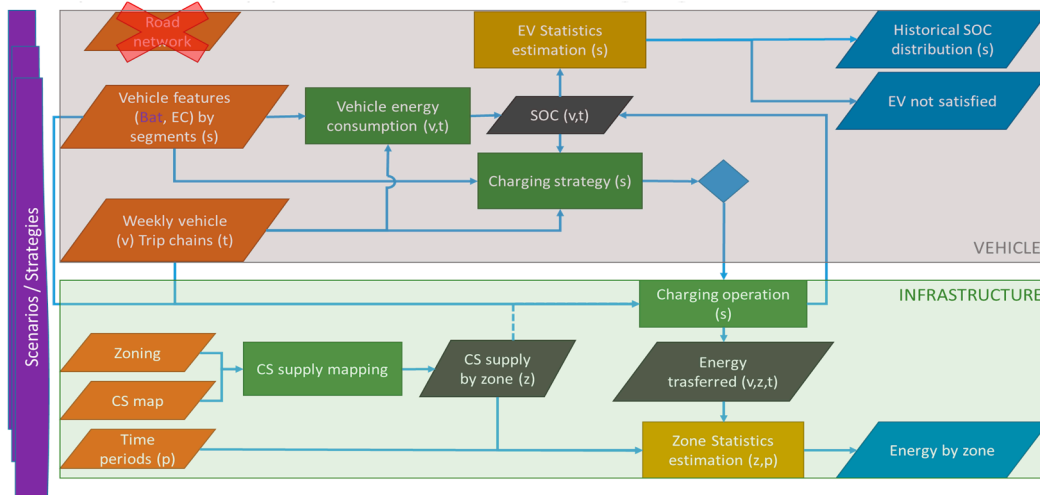 Scenarios / Strategies
Road
network
EV Statistics
estimation (s)
Historical SOC
distribution (s)
Vehicle features
(Bat, EC) by
segments (s)
Vehicle energy
consumption (v,t)
SOC (v,t)
EV not satisfied
Charging strategy (s)
Weekly vehicle
(v) Trip chains (t)
VEHICLE
INFRASTRUCTURE
Charging operation
(s)
Zoning
CS supply mapping
CS supply
by zone (z)
Energy
trasferred (v,z,t)
CS map
Time
periods (p)
Zone Statistics
estimation (z,p)
Energy by zone